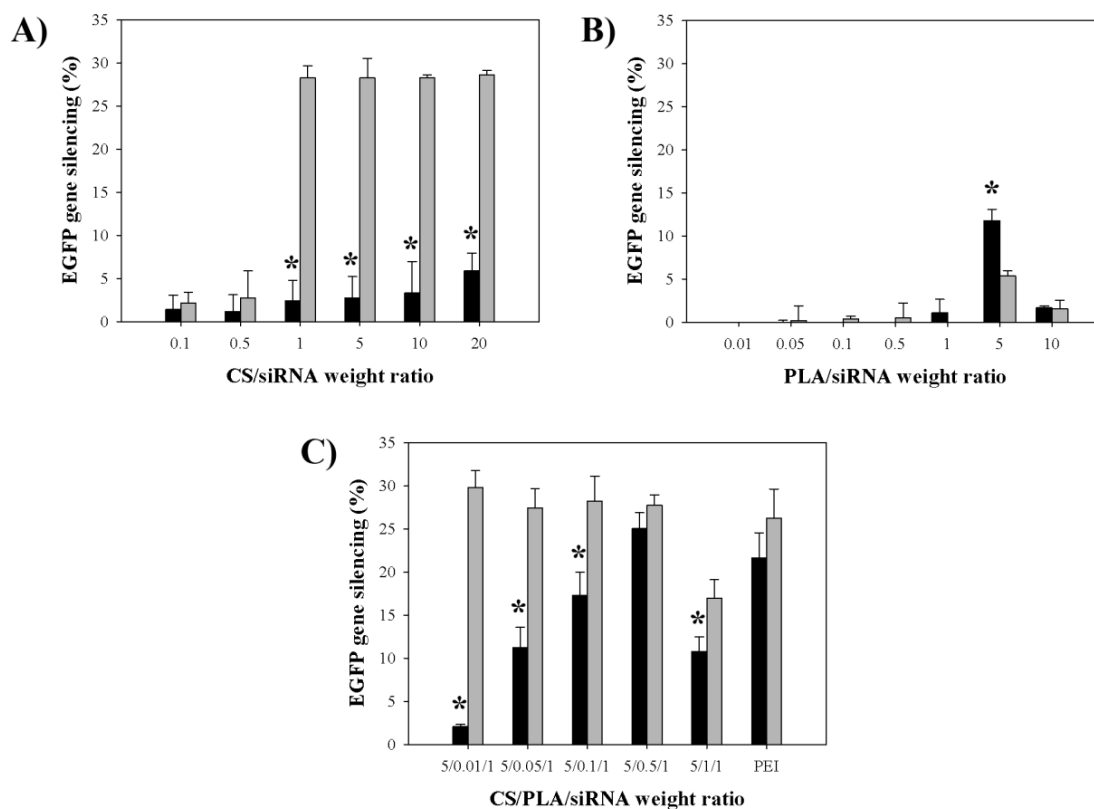 A)
35
30
25
20
15
10
5
0
EGFP gene silencing (%)
* * * *
0.1 0.5 1 5 10 20
CS/siRNA weight ratio
B)
35
30
25
20
15
10
5
0
EGFP gene silencing (%)
*
0.01 0.05 0.1 0.5 1 5 10
PLA/siRNA weight ratio
C)
35
30
25
20
15
10
5
0
EGFP gene silencing (%)
* * * *
5/0.01/1 5/0.05/1 5/0.1/1 5/0.5/1 5/1/1 PEI
CS/PLA/siRNA weight ratio